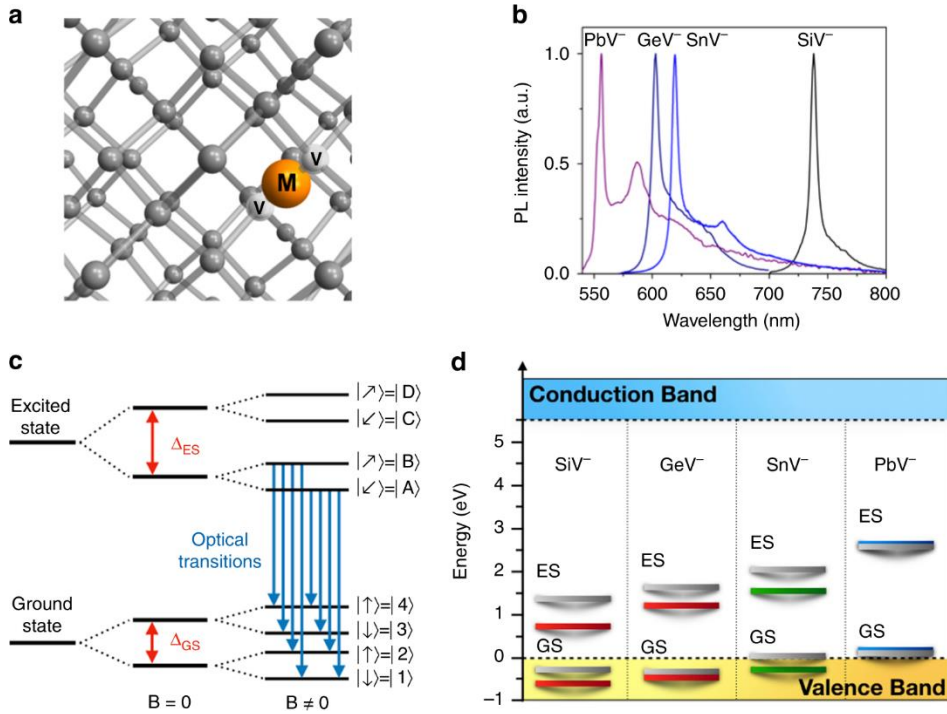 a
M
V
V
b
PbV⁻ GeV⁻ SnV⁻ SiV⁻
PL intensity (a.u.)
1.0
0.5
0.0
550 600 650 700 750 800
Wavelength (nm)
c
Excited
state
Δ_ES
|↗⟩=|D⟩
|↙⟩=|C⟩
|↗⟩=|B⟩
|↙⟩=|A⟩
Optical
transitions
Ground
state
Δ_GS
|↑⟩=|4⟩
|↓⟩=|3⟩
|↑⟩=|2⟩
|↓⟩=|1⟩
B = 0 B ≠ 0
d
Conduction Band
Energy (eV)
5
4
3
2
1
0
−1
SiV⁻ GeV⁻ SnV⁻ PbV⁻
ES ES ES ES
GS GS GS GS
Valence Band